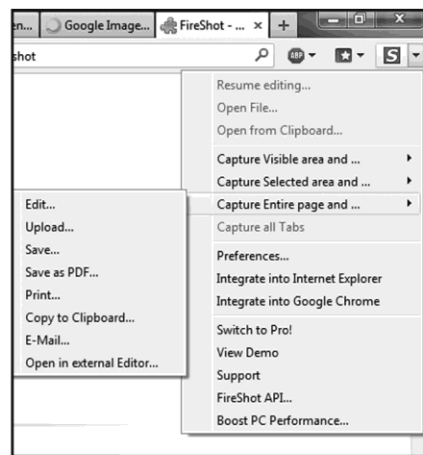 en...
Google Image...
FireShot - ...
shot
ABP
S
Resume editing...
Open File...
Open from Clipboard...
Capture Visible area and ...
Capture Selected area and ...
Capture Entire page and ...
Capture all Tabs
Preferences...
Integrate into Internet Explorer
Integrate into Google Chrome
Switch to Pro!
View Demo
Support
FireShot API...
Boost PC Performance...
Edit...
Upload...
Save...
Save as PDF...
Print...
Copy to Clipboard...
E-Mail...
Open in external Editor...